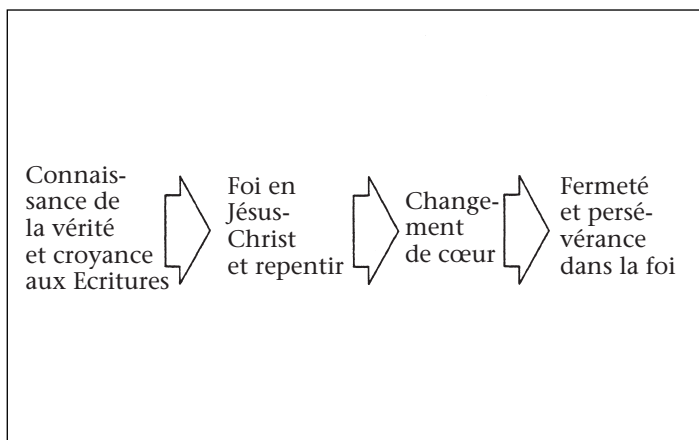 Connais-
sance de
la vérité
et croyance
aux Ecritures
Foi en
Jésus-
Christ
et repentir
Change-
ment
de cœur
Fermeté
et persé-
vérance
dans la foi